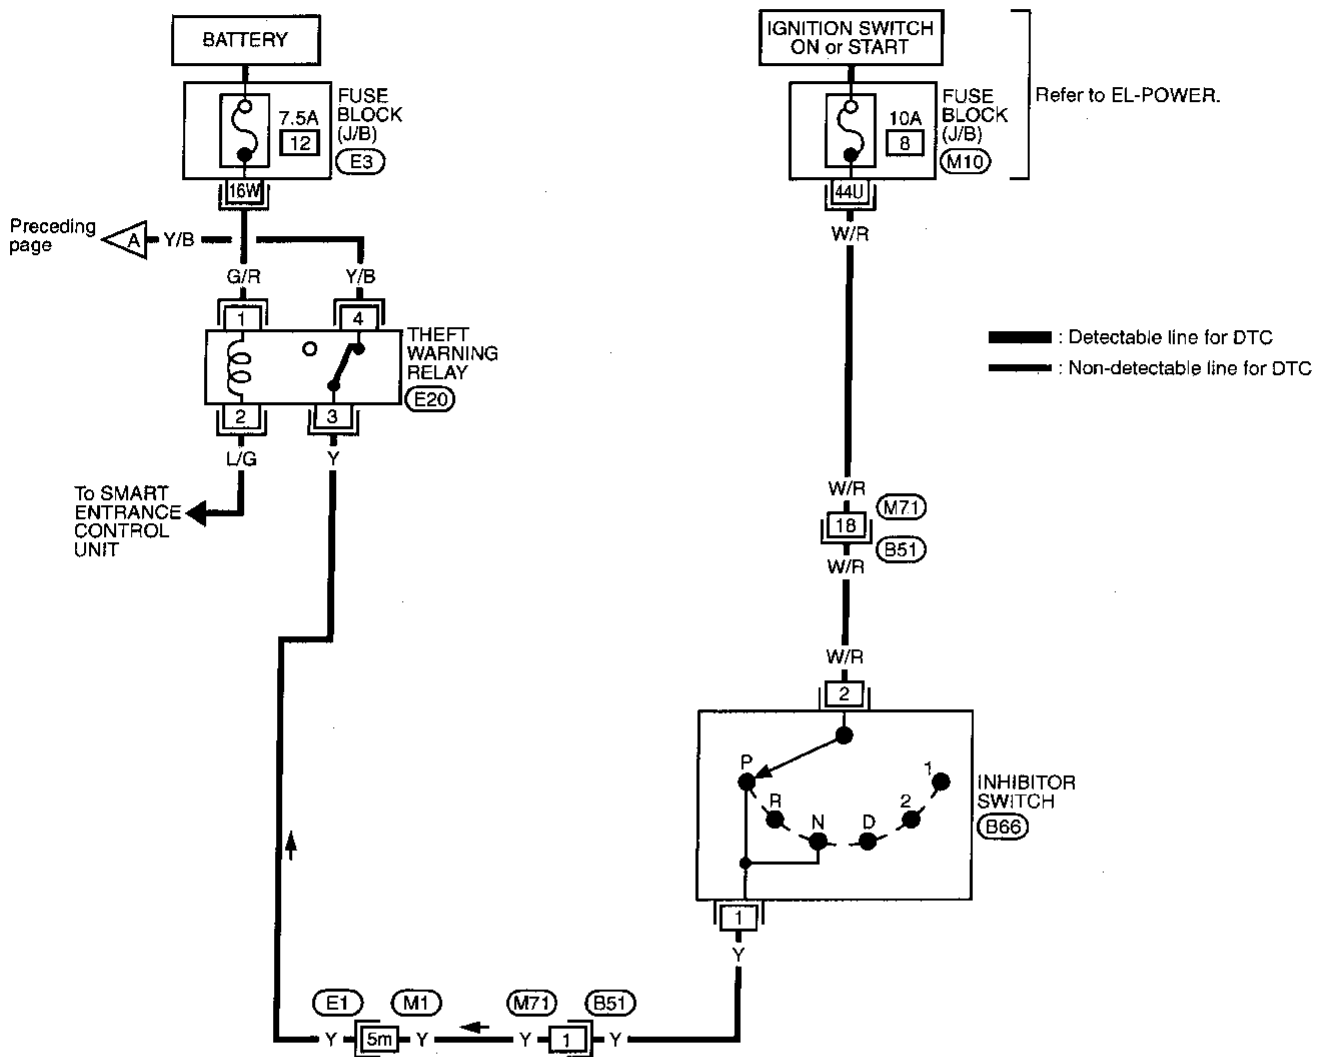 BATTERY
IGNITION SWITCH
ON or START
7.5A
12
FUSE
BLOCK
(J/B)
E3
10A
8
FUSE
BLOCK
(J/B)
M10
Refer to EL-POWER.
16W
44U
Preceding
page
A
Y/B
W/R
G/R
Y/B
1
4
THEFT
WARNING
RELAY
E20
: Detectable line for DTC
: Non-detectable line for DTC
2
3
L/G
Y
To SMART
ENTRANCE
CONTROL
UNIT
W/R
M71
18
B51
W/R
W/R
2
P
R
N
D
2
1
INHIBITOR
SWITCH
B66
1
Y
E1
M1
M71
B51
Y
5m
Y
Y
1
Y